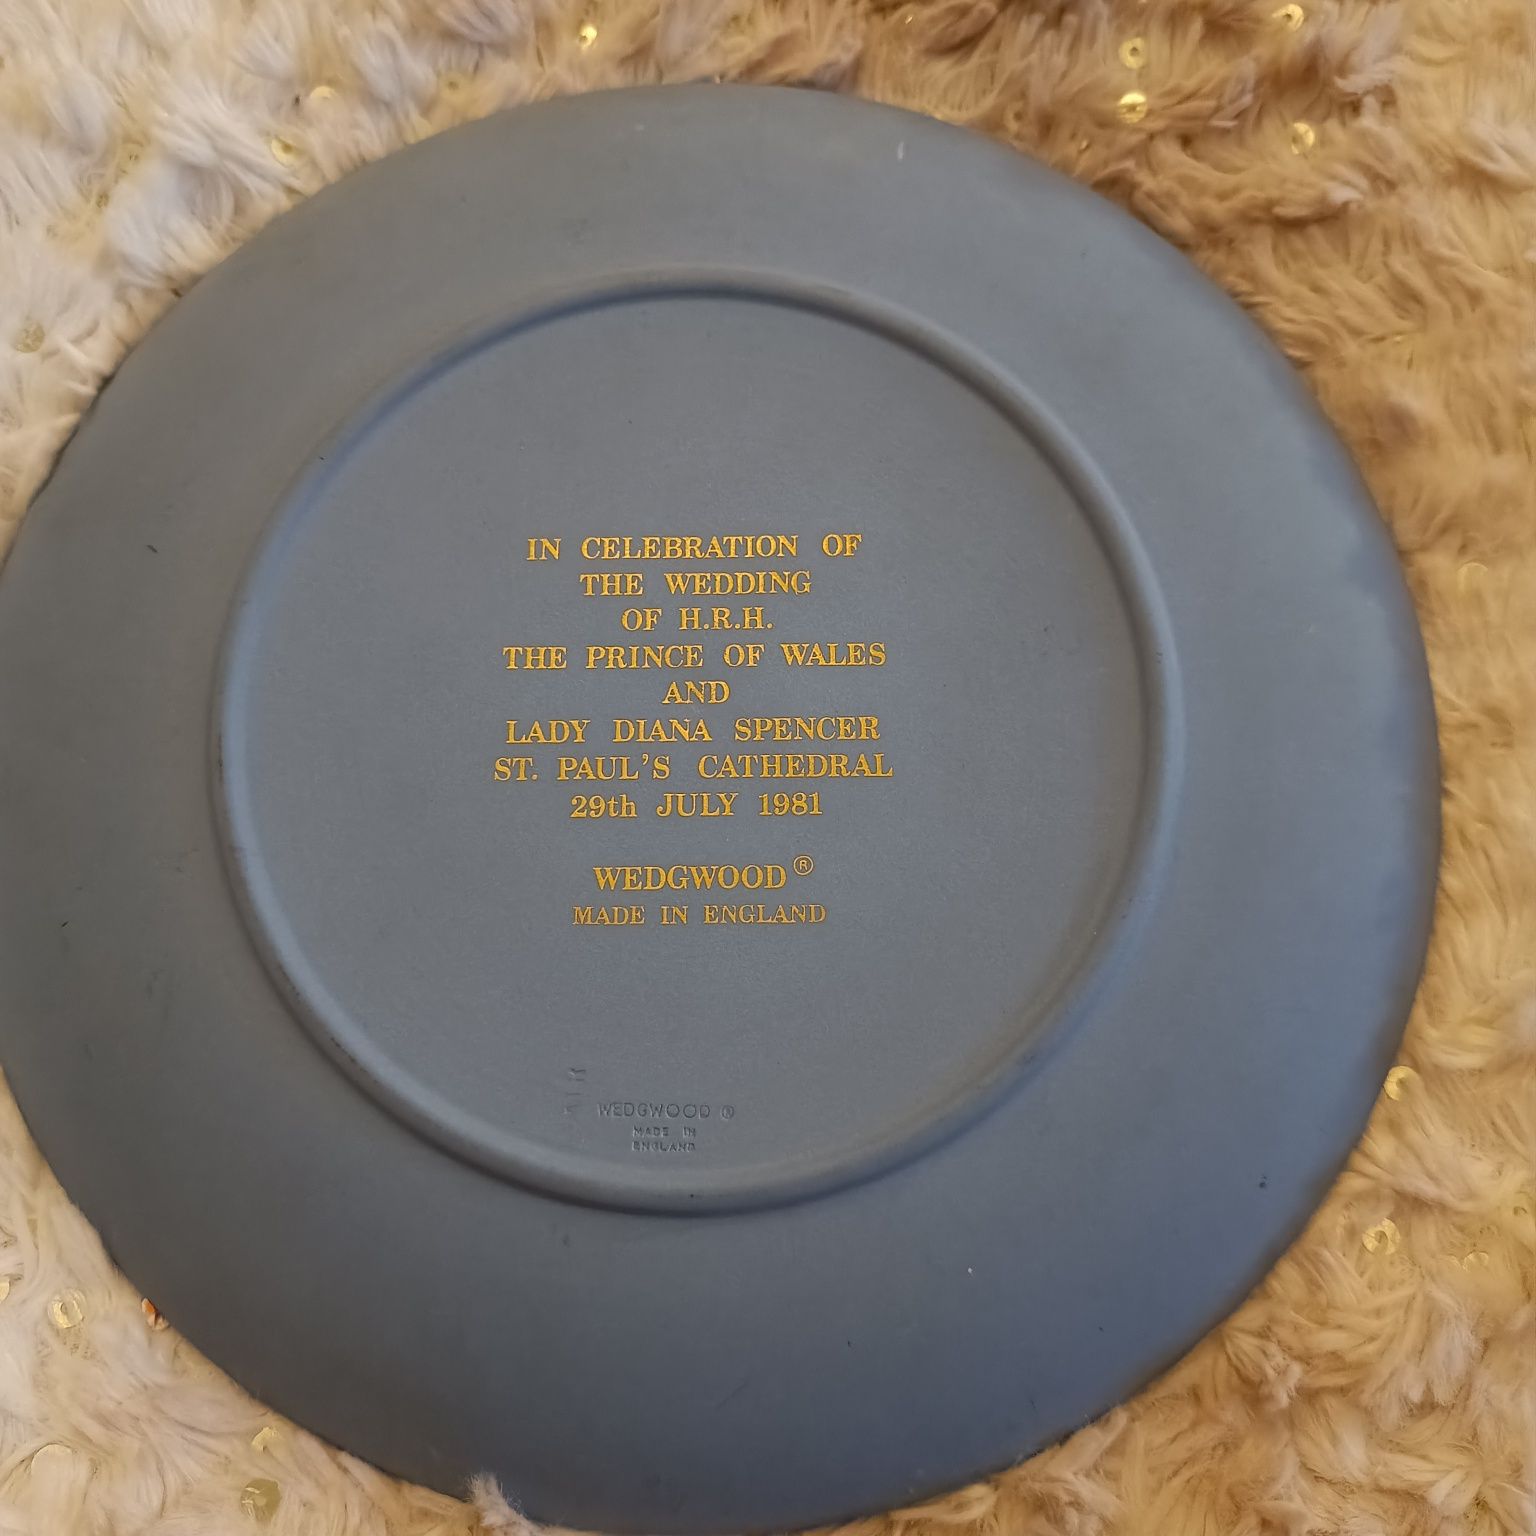 IN CELEBRATION OF
THE WEDDING
OF H.R.H.
THE PRINCE OF WALES
AND
LADY DIANA SPENCER
ST. PAUL'S CATHEDRAL
29th JULY 1981
WEDGWOOD®
MADE IN ENGLAND
WEDGWOOD ®
MADE IN
ENGLAND